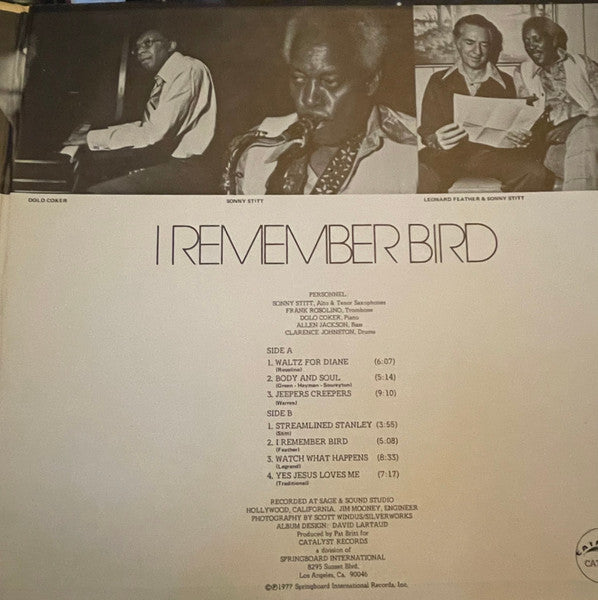 DOLO COKER
SONNY STITT
LEONARD FEATHER & SONNY STITT
I REMEMBER BIRD
PERSONNEL:
SONNY STITT, Alto & Tenor Saxophones
FRANK ROSOLINO, Trombone
DOLO COKER, Piano
ALLEN JACKSON, Bass
CLARENCE JOHNSTON, Drums
SIDE A
1. WALTZ FOR DIANE (6:07)
(Rosolino)
2. BODY AND SOUL (5:14)
(Green - Heyman - Sour-eyton)
3. JEEPERS CREEPERS (9:10)
(Warren)
SIDE B
1. STREAMLINED STANLEY (3:55)
(Stitt)
2. I REMEMBER BIRD (5:08)
(Feather)
3. WATCH WHAT HAPPENS (8:33)
(Legrand)
4. YES JESUS LOVES ME (7:17)
(Traditional)
RECORDED AT SAGE & SOUND STUDIO
HOLLYWOOD, CALIFORNIA. JIM MOONEY, ENGINEER
PHOTOGRAPHY BY SCOTT WINDUS/SILVERWORKS
ALBUM DESIGN: DAVID LARTAUD
Produced by Pat Britt for
CATALYST RECORDS
a division of
SPRINGBOARD INTERNATIONAL
8295 Sunset Blvd.
Los Angeles, Ca. 90046
©℗1977 Springboard International Records, Inc.